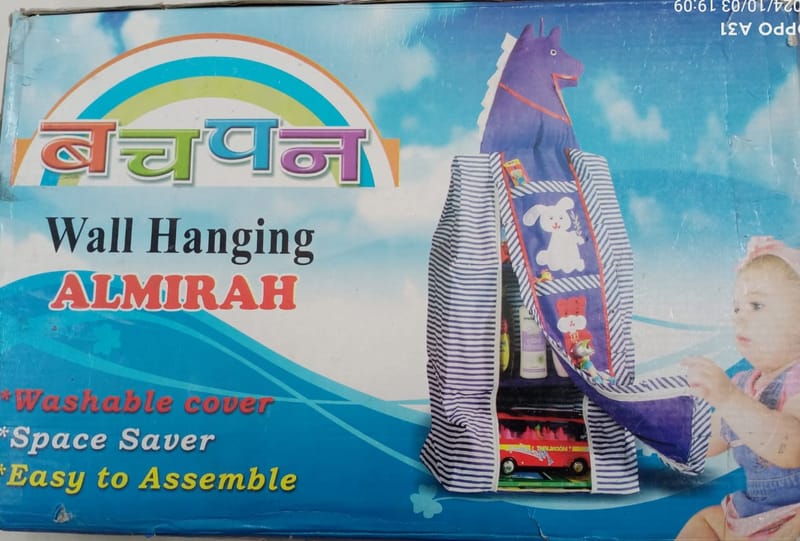 बचपन
Wall Hanging
ALMIRAH
*Washable cover
*Space Saver
*Easy to Assemble
OPPO A31
2024/10/03 19:09